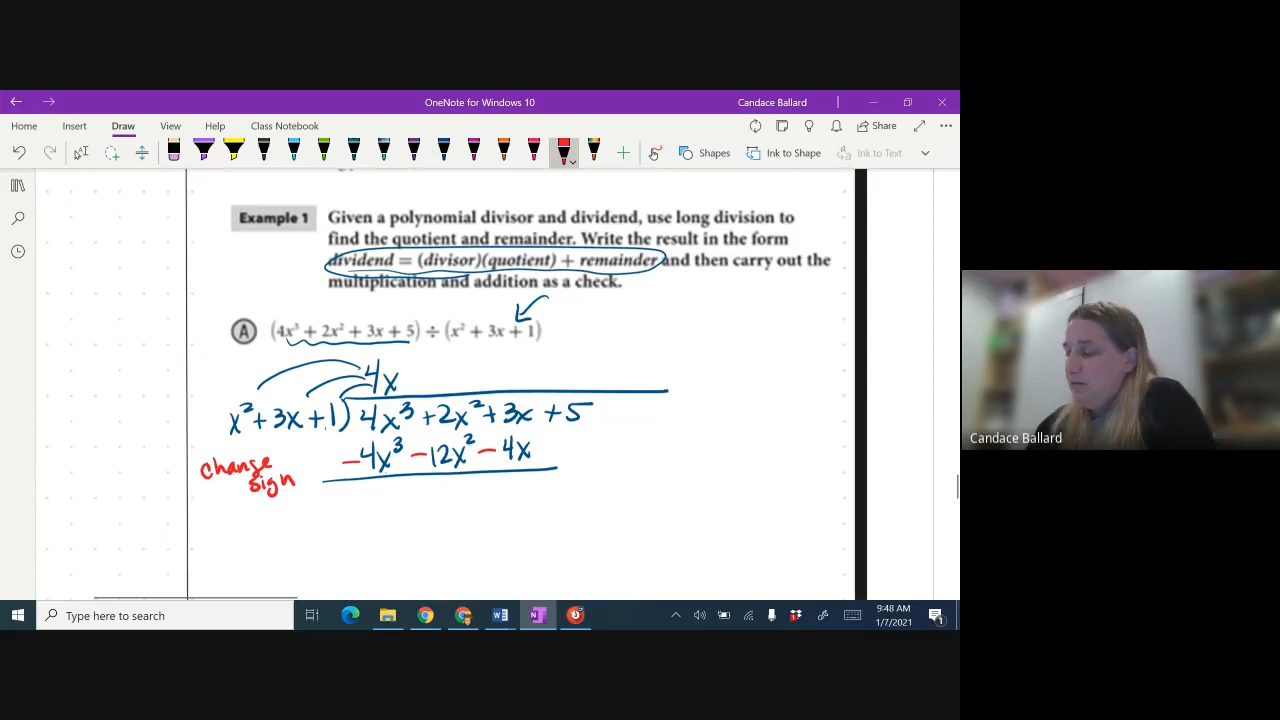 OneNote for Windows 10
Candace Ballard
Home Insert Draw View Help Class Notebook
Share
Shapes Ink to Shape Ink to Text
Example 1 Given a polynomial divisor and dividend, use long division to
find the quotient and remainder. Write the result in the form
dividend = (divisor)(quotient) + remainder and then carry out the
multiplication and addition as a check.
A (4x³ + 2x² + 3x + 5) ÷ (x² + 3x + 1)
4x
x² + 3x + 1) 4x³ + 2x² + 3x + 5
- 4x³ - 12x² - 4x
change
sign
Candace Ballard
Type here to search
9:48 AM
1/7/2021